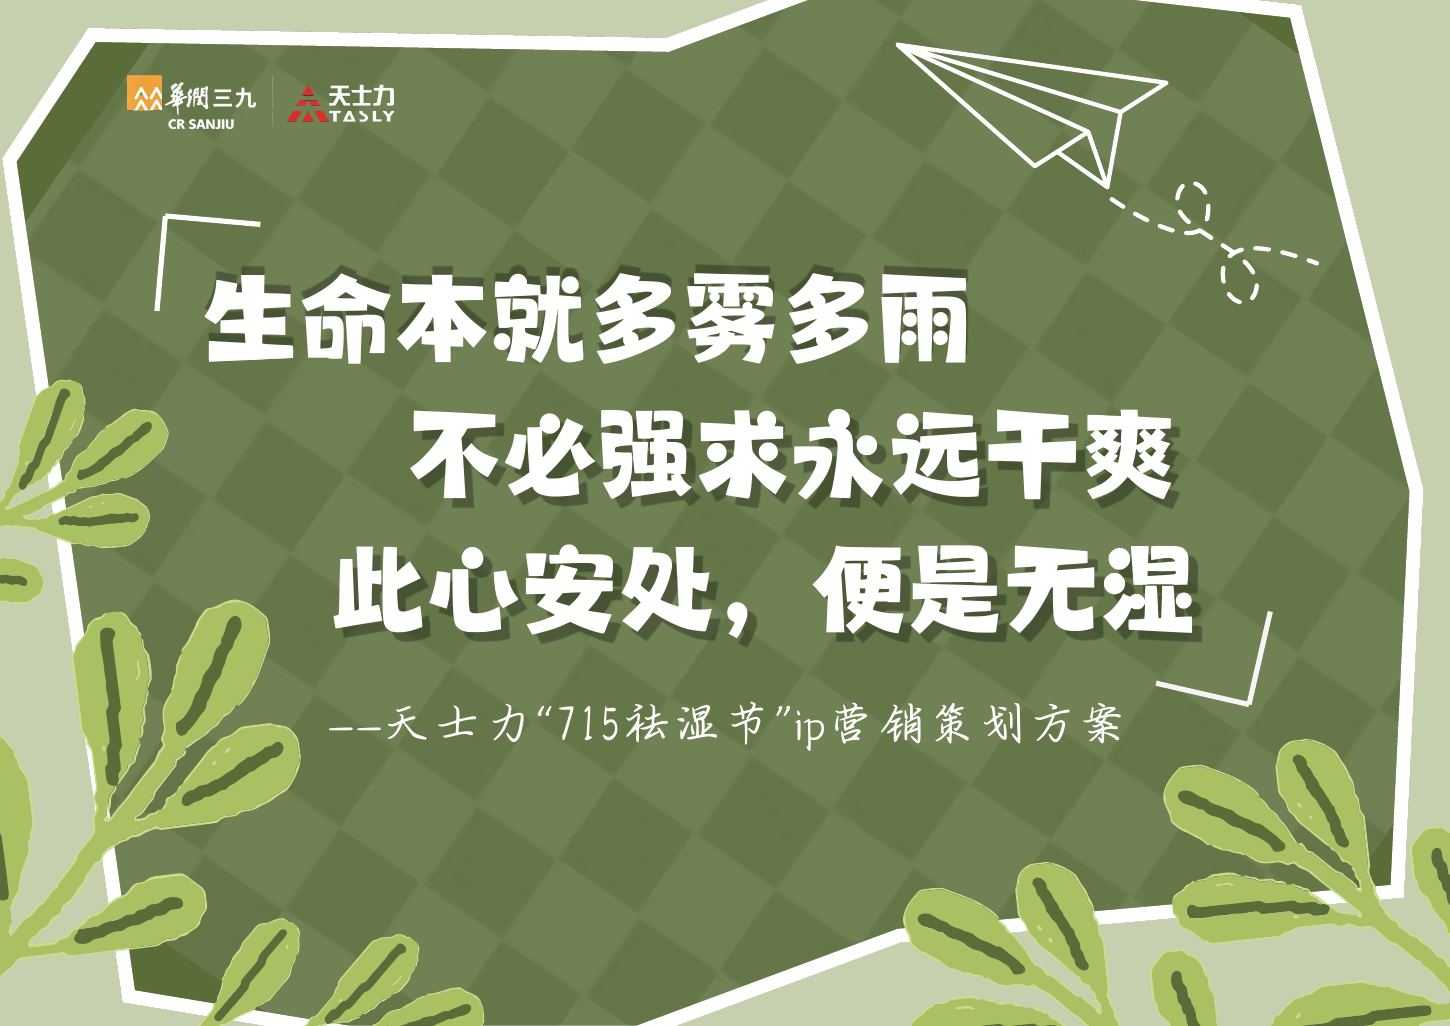 華潤三九
CR SANJIU
天士力
TASLY
生命本就多雾多雨
不必强求永远干爽
此心安处，便是无湿
——天士力“715祛湿节”ip营销策划方案